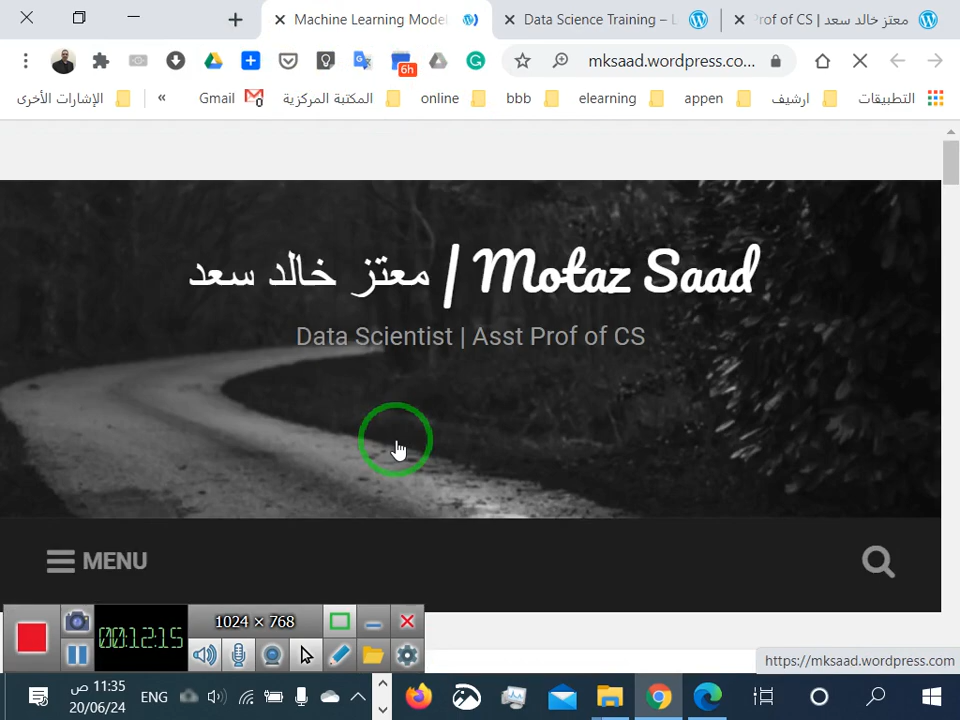 Machine Learning Model
Data Science Training –
معتز خالد سعد | Prof of CS
mksaad.wordpress.co...
6h
التطبيقات
ارشيف
appen
elearning
bbb
online
المكتبة المركزية
Gmail
»
الإشارات الأخرى
معتز خالد سعد | Motaz Saad
Data Scientist | Asst Prof of CS
MENU
00:12:15
1024 × 768
https://mksaad.wordpress.com
11:35 ص
20/06/24
ENG